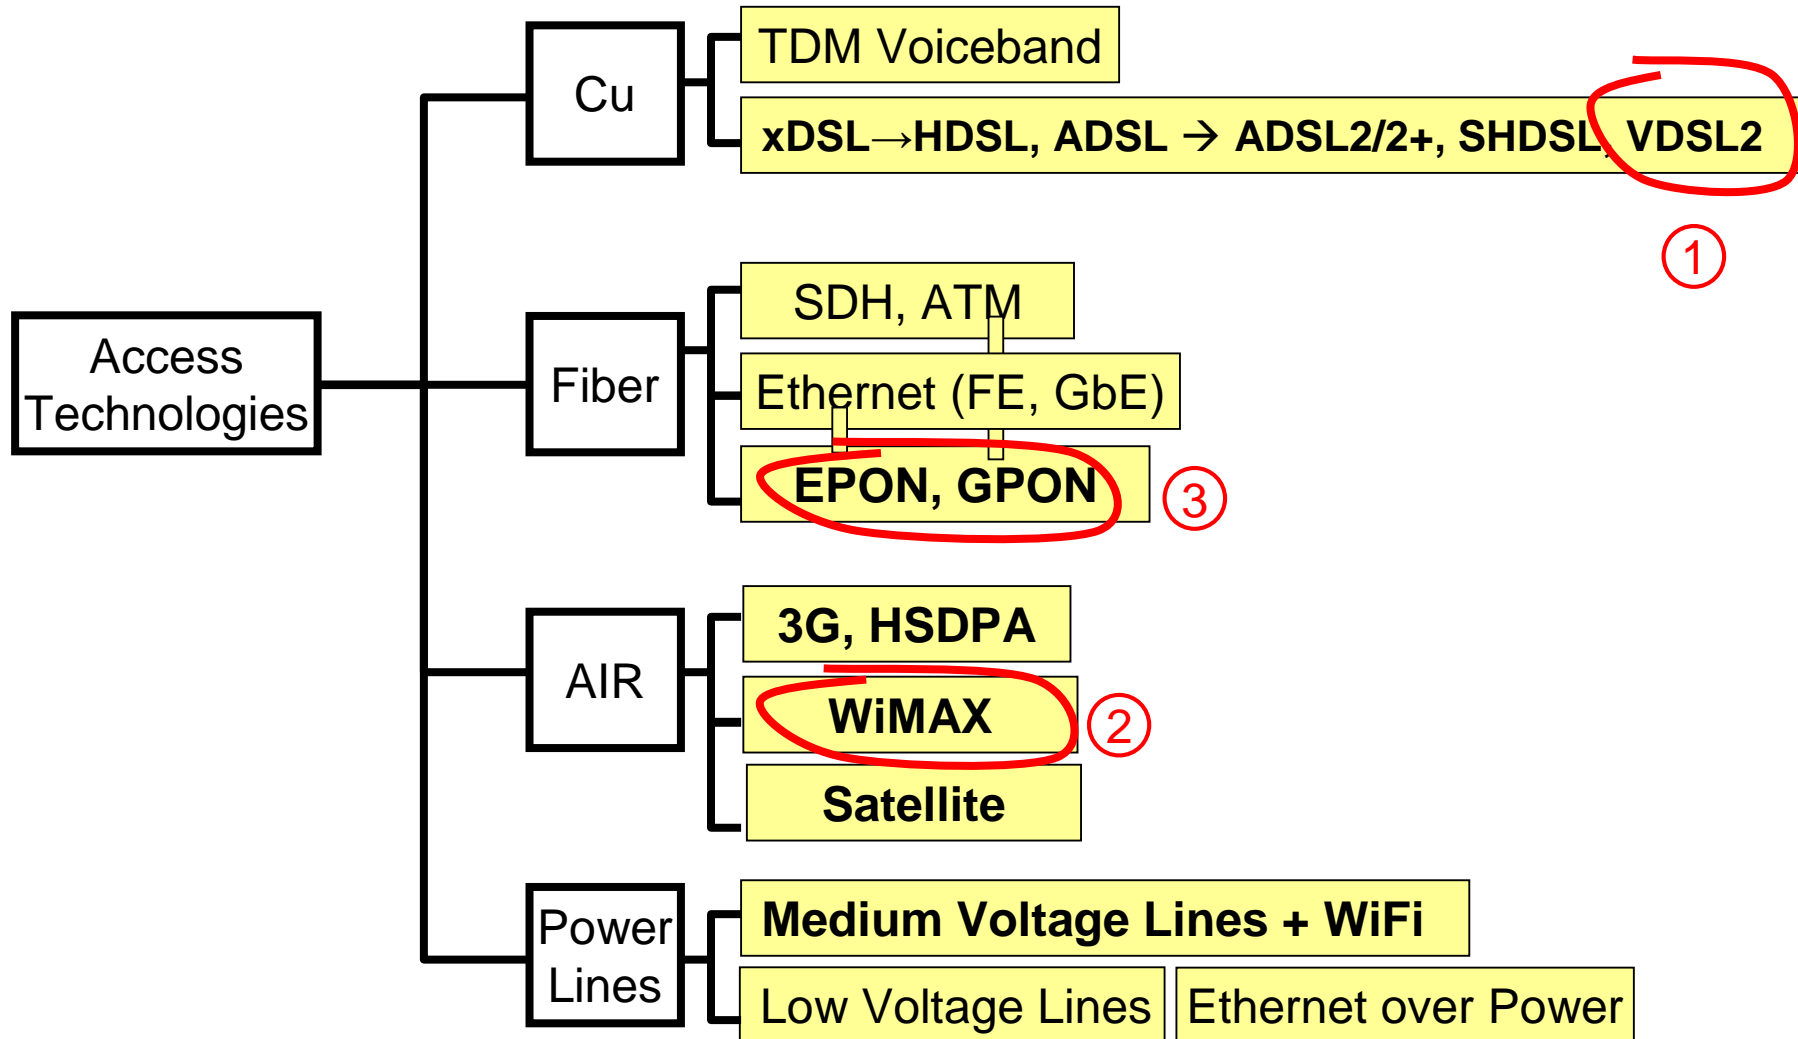 Access
Technologies
Cu
TDM Voiceband
xDSL→HDSL, ADSL → ADSL2/2+, SHDSL, VDSL2
1
Fiber
SDH, ATM
Ethernet (FE, GbE)
EPON, GPON
3
AIR
3G, HSDPA
WiMAX
2
Satellite
Power
Lines
Medium Voltage Lines + WiFi
Low Voltage Lines
Ethernet over Power